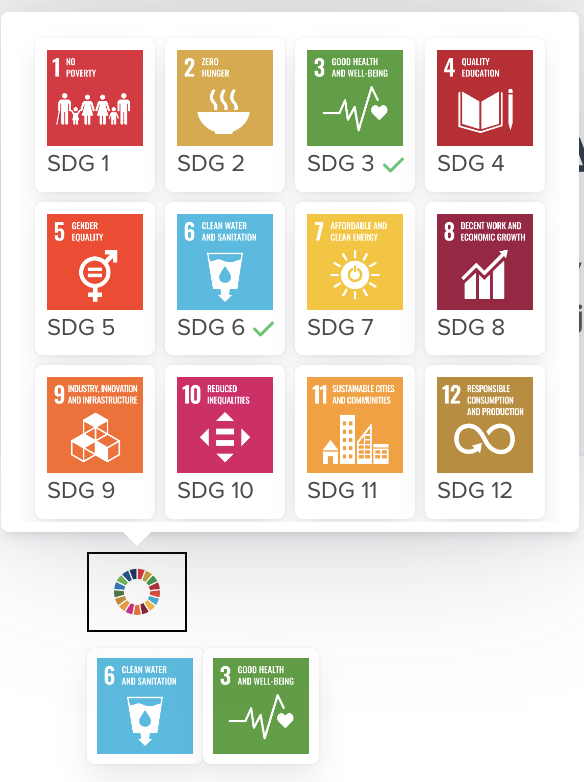 1 NO POVERTY
SDG 1
2 ZERO HUNGER
SDG 2
3 GOOD HEALTH AND WELL-BEING
SDG 3
4 QUALITY EDUCATION
SDG 4
5 GENDER EQUALITY
SDG 5
6 CLEAN WATER AND SANITATION
SDG 6
7 AFFORDABLE AND CLEAN ENERGY
SDG 7
8 DECENT WORK AND ECONOMIC GROWTH
SDG 8
9 INDUSTRY, INNOVATION AND INFRASTRUCTURE
SDG 9
10 REDUCED INEQUALITIES
SDG 10
11 SUSTAINABLE CITIES AND COMMUNITIES
SDG 11
12 RESPONSIBLE CONSUMPTION AND PRODUCTION
SDG 12
6 CLEAN WATER AND SANITATION
3 GOOD HEALTH AND WELL-BEING